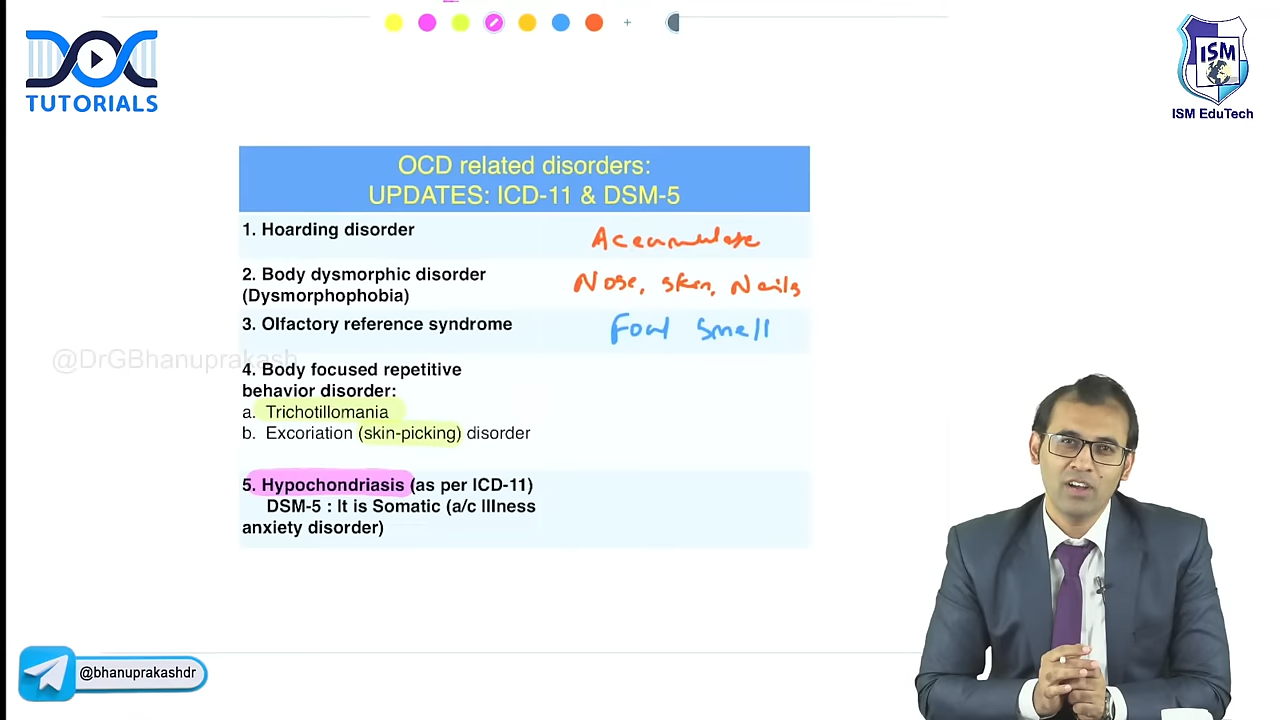 DOC
TUTORIALS
ISM
ISM EduTech
OCD related disorders:
UPDATES: ICD-11 & DSM-5
1. Hoarding disorder
Accumulate
2. Body dysmorphic disorder
(Dysmorphophobia)
Nose, skin, Nails
3. Olfactory reference syndrome
Foul Smell
@DrGBhanuprakash
4. Body focused repetitive
behavior disorder:
a. Trichotillomania
b. Excoriation (skin-picking) disorder
5. Hypochondriasis (as per ICD-11)
DSM-5 : It is Somatic (a/c Illness
anxiety disorder)
@bhanuprakashdr